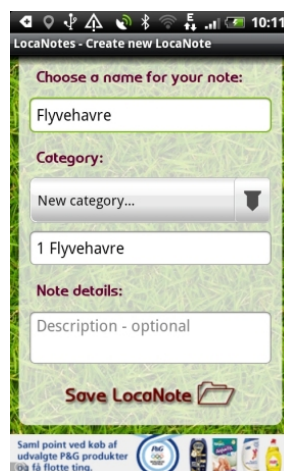 E
10:11
LocaNotes - Create new LocaNote
Choose a name for your note:
Flyvehavre
Category:
New category...
1 Flyvehavre
Note details:
Description - optional
Save LocaNote
Saml point ved køb af
udvalgte P&G produkter
og få flotte ting.
P&G